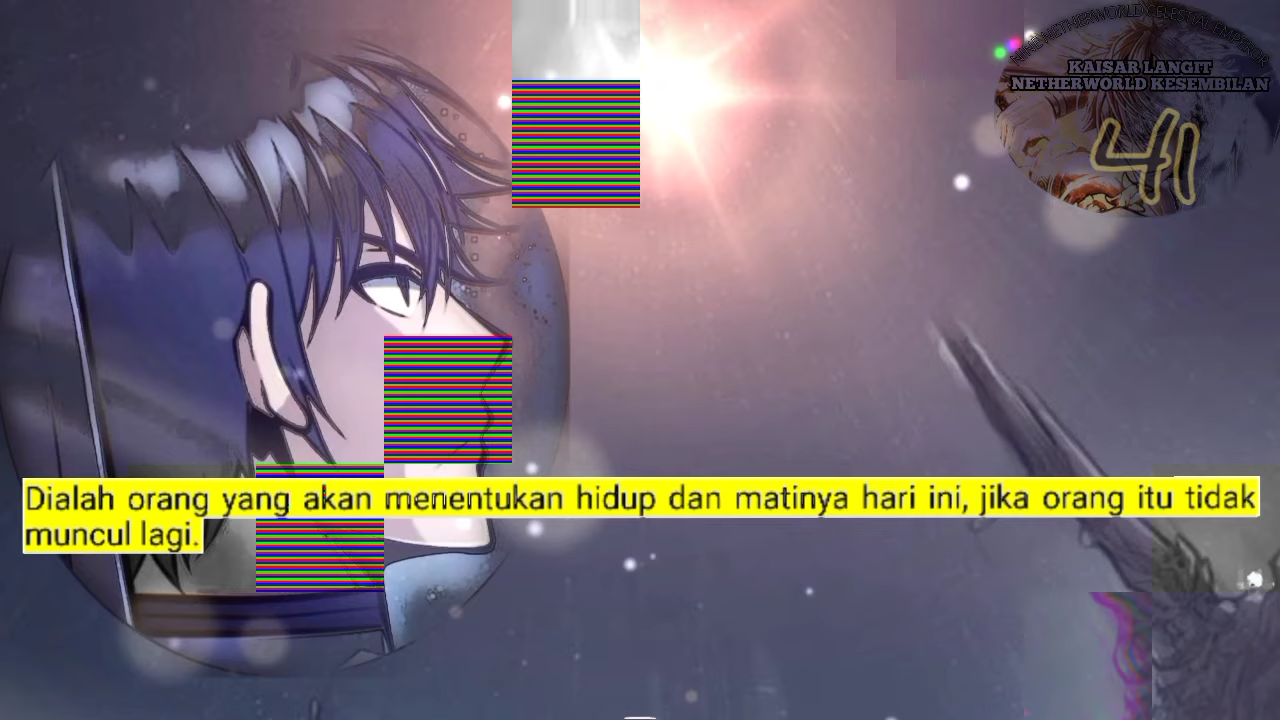 KAISAR LANGIT
NETHERWORLD KESEMBILAN
41
Dialah orang yang akan menentukan hidup dan matinya hari ini, jika orang itu tidak
muncul lagi.